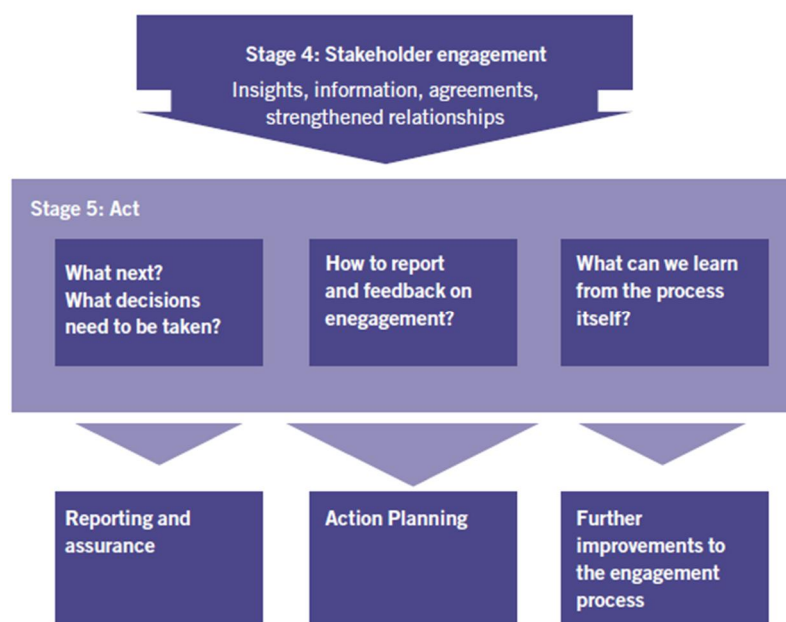 Stage 4: Stakeholder engagement
Insights, information, agreements,
strengthened relationships
Stage 5: Act
What next?
What decisions
need to be taken?
How to report
and feedback on
enegagement?
What can we learn
from the process
itself?
Reporting and
assurance
Action Planning
Further
improvements to
the engagement
process